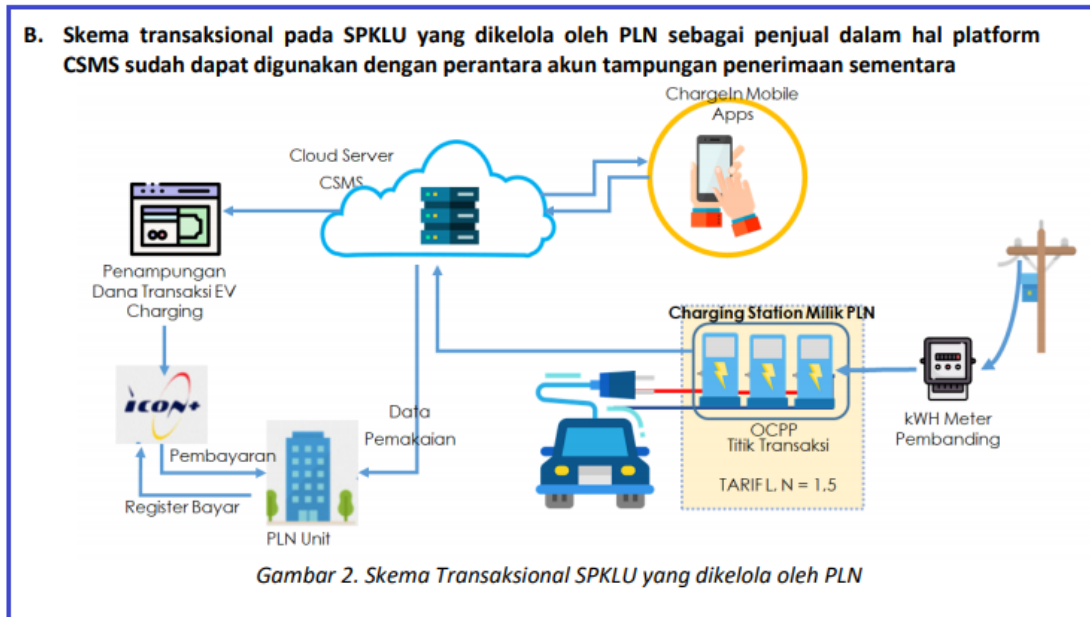 B. Skema transaksional pada SPKLU yang dikelola oleh PLN sebagai penjual dalam hal platform
CSMS sudah dapat digunakan dengan perantara akun tampungan penerimaan sementara
ChargeIn Mobile
Apps
Cloud Server
CSMS
Penampungan
Dana Transaksi EV
Charging
Charging Station Milik PLN
OCPP
Titik Transaksi
TARIF L, N = 1,5
kWH Meter
Pembanding
icon+
Data
Pemakaian
Pembayaran
Register Bayar
PLN Unit
Gambar 2. Skema Transaksional SPKLU yang dikelola oleh PLN